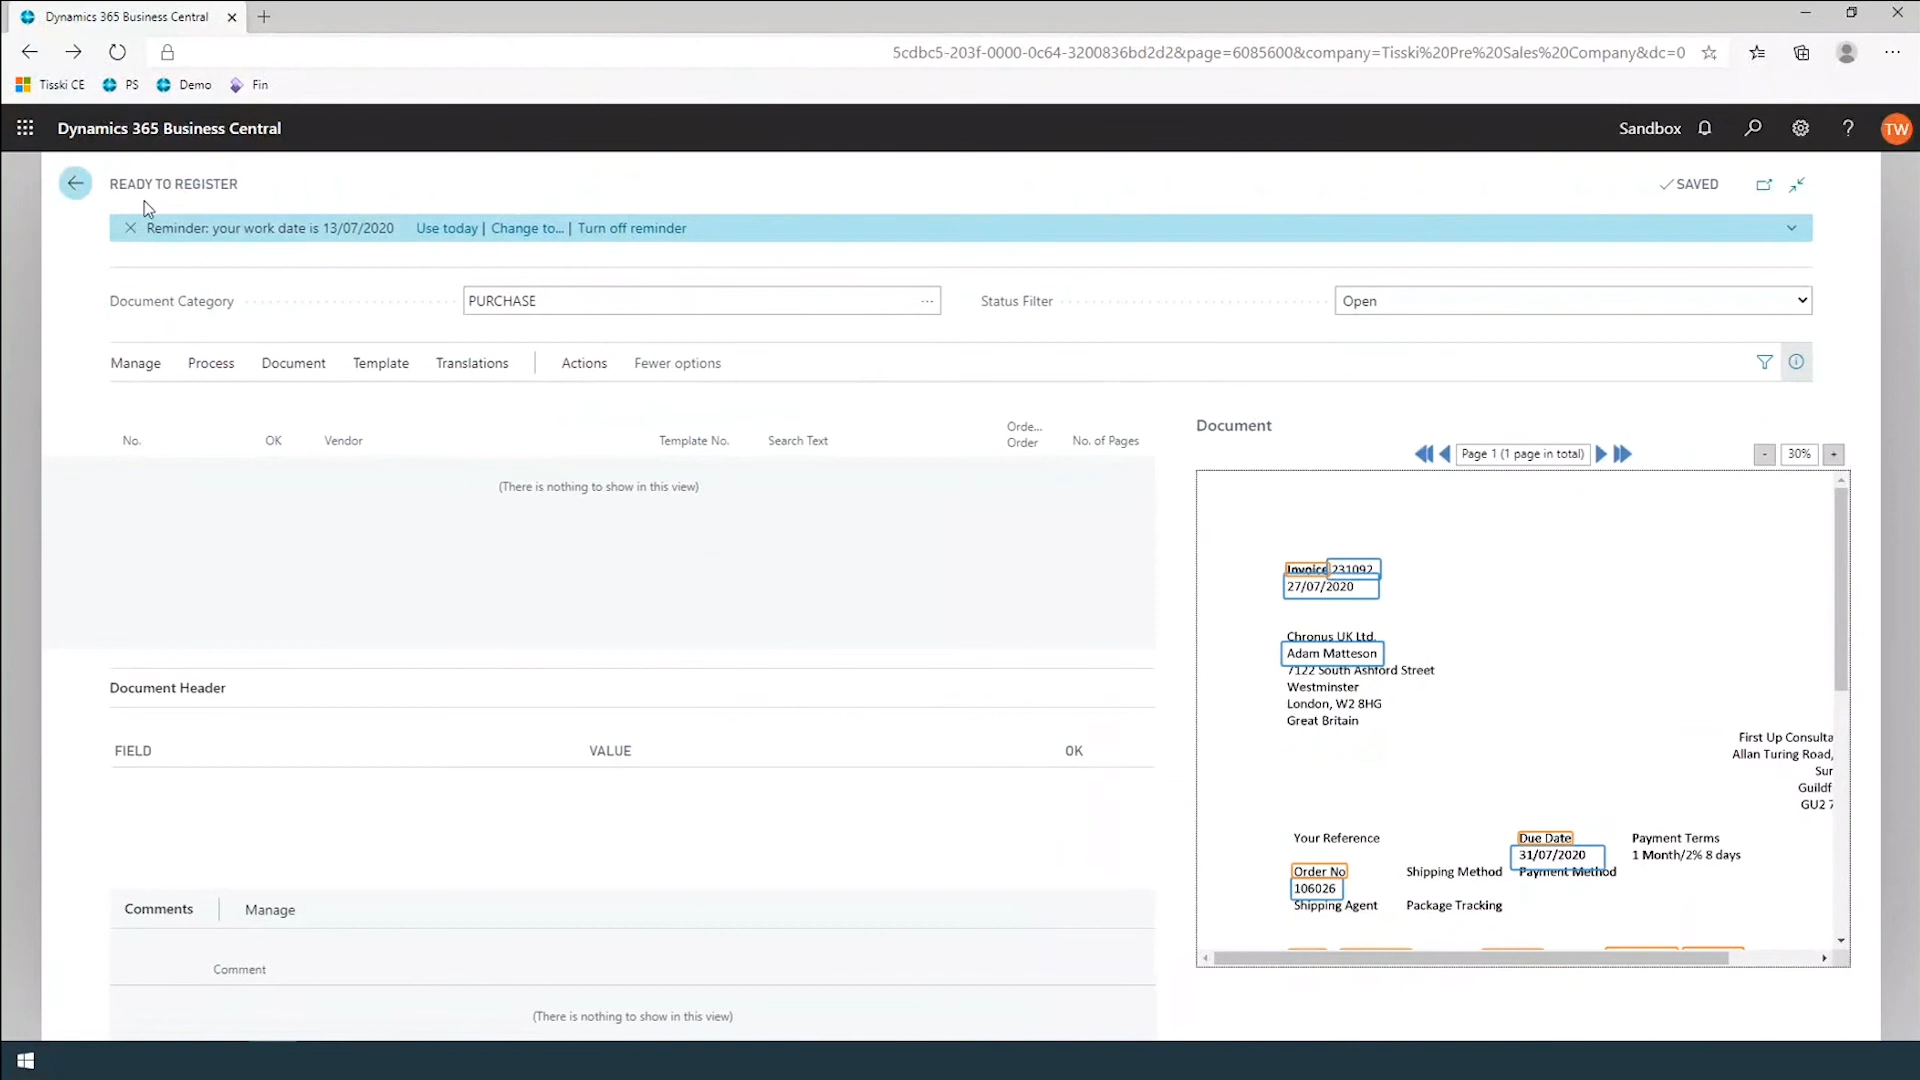 Dynamics 365 Business Central
5cdbc5-203f-0000-0c64-3200836bd2d2&page=6085600&company=Tisski%20Pre%20Sales%20Company&dc=0
Tisski CE PS Demo Fin
Dynamics 365 Business Central
Sandbox ? TW
READY TO REGISTER
SAVED
Reminder: your work date is 13/07/2020 Use today | Change to... | Turn off reminder
Document Category PURCHASE ...
Status Filter Open
Manage Process Document Template Translations Actions Fewer options
No. OK Vendor Template No. Search Text Orde... Order No. of Pages
(There is nothing to show in this view)
Document Header
FIELD VALUE OK
Comments Manage
Comment
(There is nothing to show in this view)
Document
Page 1 (1 page in total)
- 30% +
Invoice 231092
27/07/2020
Chronus UK Ltd.
Adam Matteson
7122 South Ashford Street
Westminster
London, W2 8HG
Great Britain
First Up Consulta
Allan Turing Road,
Sur
Guildf
GU2 7
Your Reference Due Date Payment Terms
31/07/2020 1 Month/2% 8 days
Order No Shipping Method Payment Method
106026
Shipping Agent Package Tracking